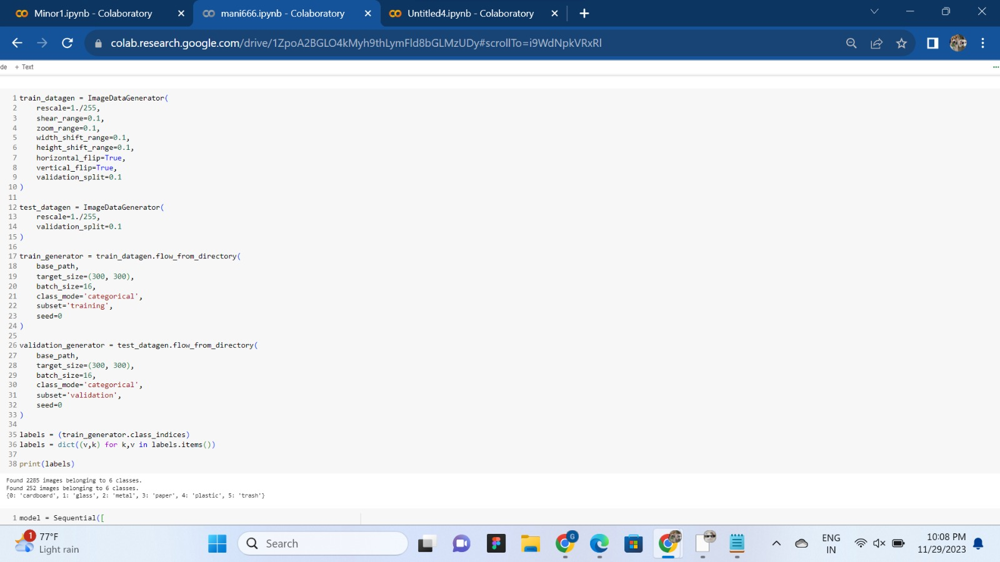 Minor1.ipynb - Colaboratory
mani666.ipynb - Colaboratory
Untitled4.ipynb - Colaboratory
colab.research.google.com/drive/1ZpoA2BGLO4kMyh9thLymFld8bGLMzUDy#scrollTo=i9WdNpkVRxRl
de + Text
1 train_datagen = ImageDataGenerator(
2     rescale=1./255,
3     shear_range=0.1,
4     zoom_range=0.1,
5     width_shift_range=0.1,
6     height_shift_range=0.1,
7     horizontal_flip=True,
8     vertical_flip=True,
9     validation_split=0.1
10 )
11
12 test_datagen = ImageDataGenerator(
13     rescale=1./255,
14     validation_split=0.1
15 )
16
17 train_generator = train_datagen.flow_from_directory(
18     base_path,
19     target_size=(300, 300),
20     batch_size=16,
21     class_mode='categorical',
22     subset='training',
23     seed=0
24 )
25
26 validation_generator = test_datagen.flow_from_directory(
27     base_path,
28     target_size=(300, 300),
29     batch_size=16,
30     class_mode='categorical',
31     subset='validation',
32     seed=0
33 )
34
35 labels = (train_generator.class_indices)
36 labels = dict((v,k) for k,v in labels.items())
37
38 print(labels)
Found 2285 images belonging to 6 classes.
Found 252 images belonging to 6 classes.
{0: 'cardboard', 1: 'glass', 2: 'metal', 3: 'paper', 4: 'plastic', 5: 'trash'}
1 model = Sequential([
1
77°F
Light rain
Search
G
ENG
IN
10:08 PM
11/29/2023